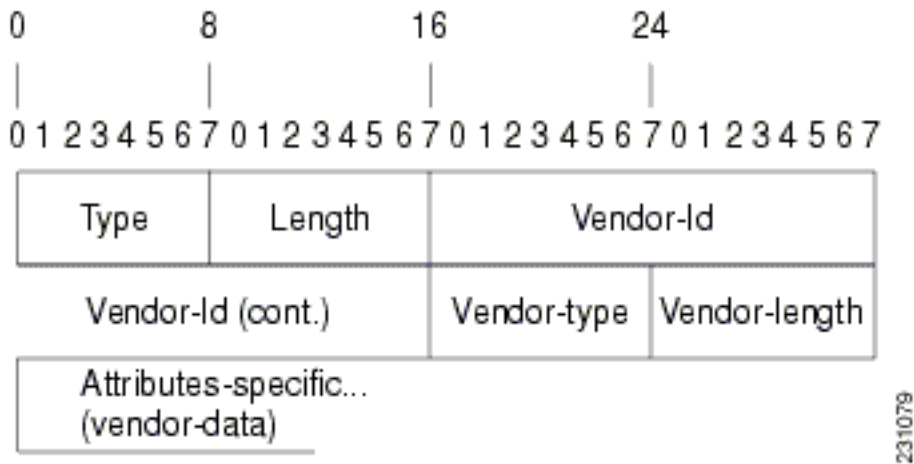 0 8 16 24
0 1 2 3 4 5 6 7 0 1 2 3 4 5 6 7 0 1 2 3 4 5 6 7 0 1 2 3 4 5 6 7
Type Length Vendor-Id
Vendor-Id (cont.) Vendor-type Vendor-length
Attributes-specific...
(vendor-data)
231079